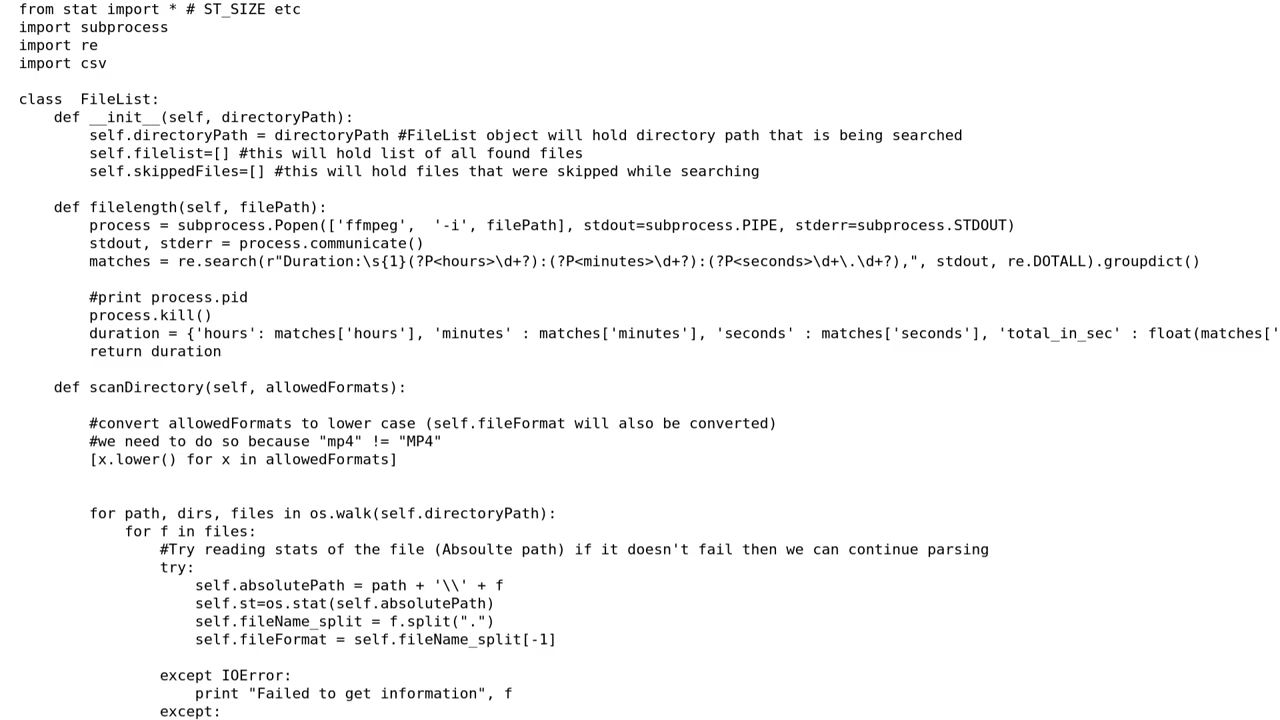 from stat import * # ST_SIZE etc
import subprocess
import re
import csv

class  FileList:
    def __init__(self, directoryPath):
        self.directoryPath = directoryPath #FileList object will hold directory path that is being searched
        self.filelist=[] #this will hold list of all found files
        self.skippedFiles=[] #this will hold files that were skipped while searching

    def filelength(self, filePath):
        process = subprocess.Popen(['ffmpeg',  '-i', filePath], stdout=subprocess.PIPE, stderr=subprocess.STDOUT)
        stdout, stderr = process.communicate()
        matches = re.search(r"Duration:\s{1}(?P<hours>\d+?):(?P<minutes>\d+?):(?P<seconds>\d+\.\d+?),", stdout, re.DOTALL).groupdict()

        #print process.pid
        process.kill()
        duration = {'hours': matches['hours'], 'minutes' : matches['minutes'], 'seconds' : matches['seconds'], 'total_in_sec' : float(matches['
        return duration

    def scanDirectory(self, allowedFormats):

        #convert allowedFormats to lower case (self.fileFormat will also be converted)
        #we need to do so because "mp4" != "MP4"
        [x.lower() for x in allowedFormats]


        for path, dirs, files in os.walk(self.directoryPath):
            for f in files:
                #Try reading stats of the file (Absoulte path) if it doesn't fail then we can continue parsing
                try:
                    self.absolutePath = path + '\\' + f
                    self.st=os.stat(self.absolutePath)
                    self.fileName_split = f.split(".")
                    self.fileFormat = self.fileName_split[-1]

                except IOError:
                    print "Failed to get information", f
                except: